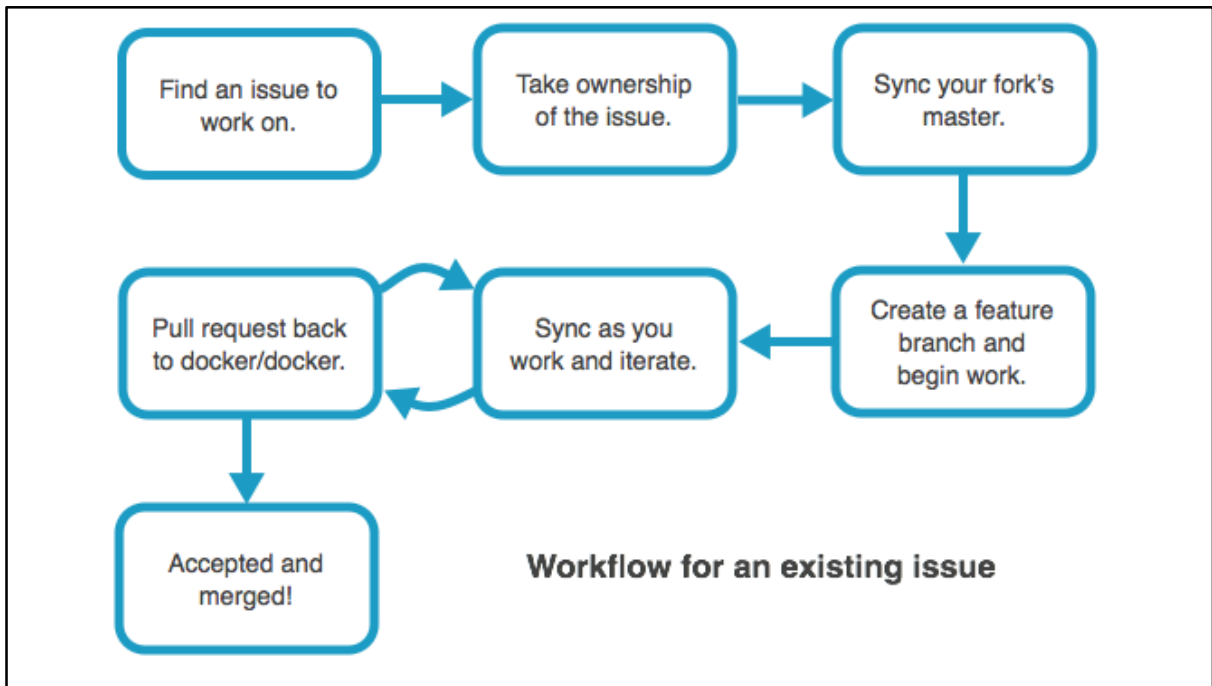 Find an issue to
work on.
Take ownership
of the issue.
Sync your fork's
master.
Create a feature
branch and
begin work.
Sync as you
work and iterate.
Pull request back
to docker/docker.
Accepted and
merged!
Workflow for an existing issue